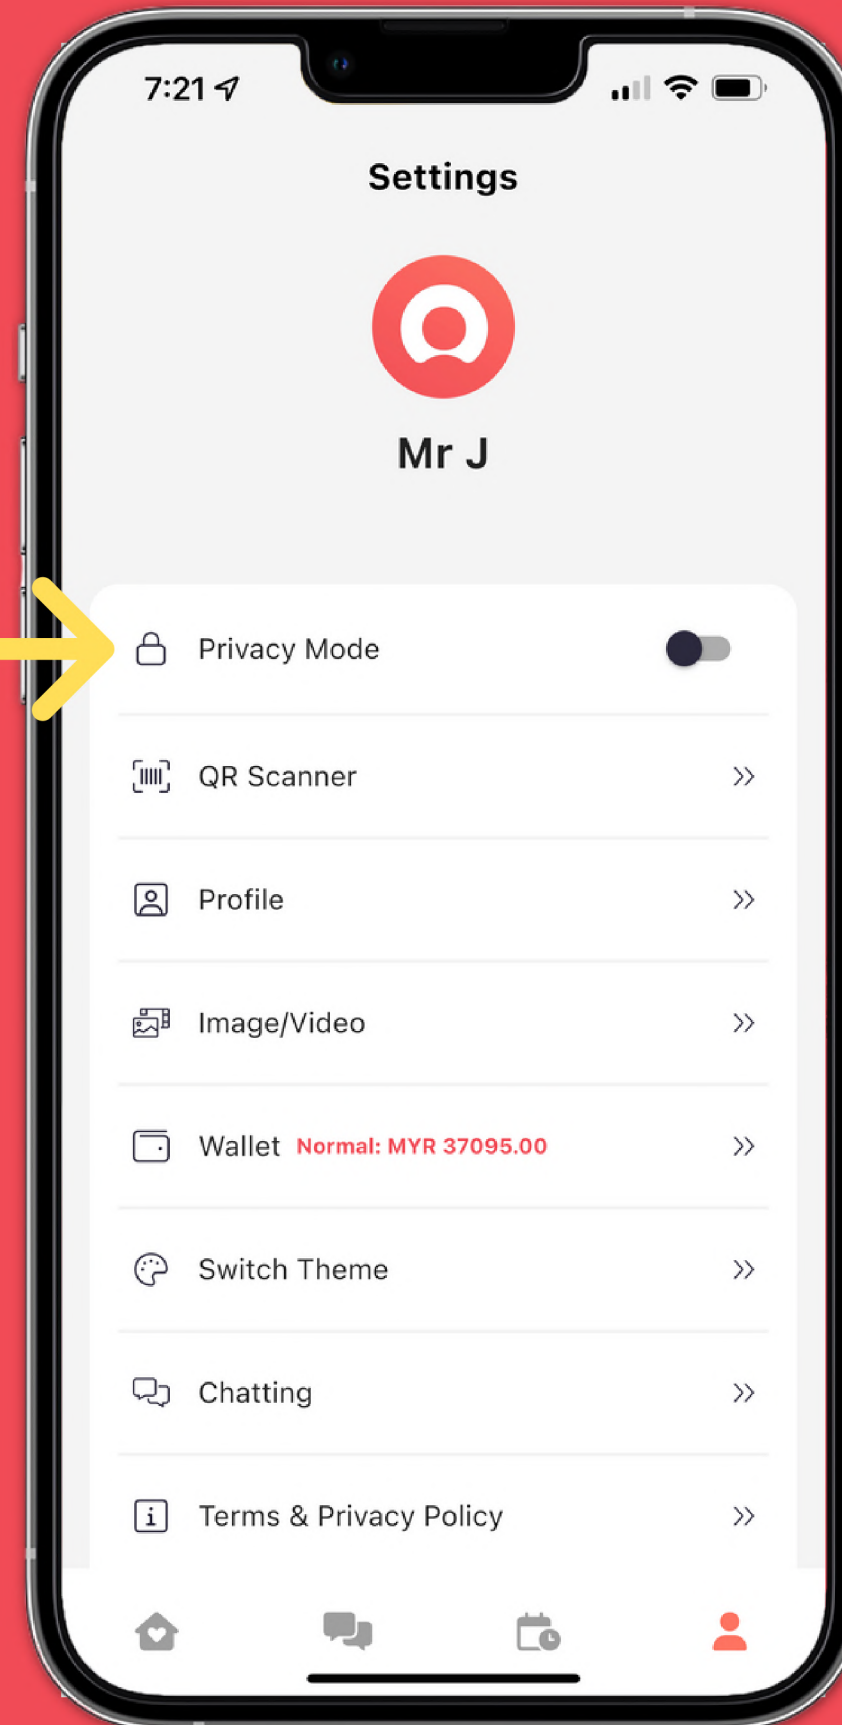 7:21
Settings
Mr J
Privacy Mode
QR Scanner
Profile
Image/Video
Wallet Normal: MYR 37095.00
Switch Theme
Chatting
Terms & Privacy Policy